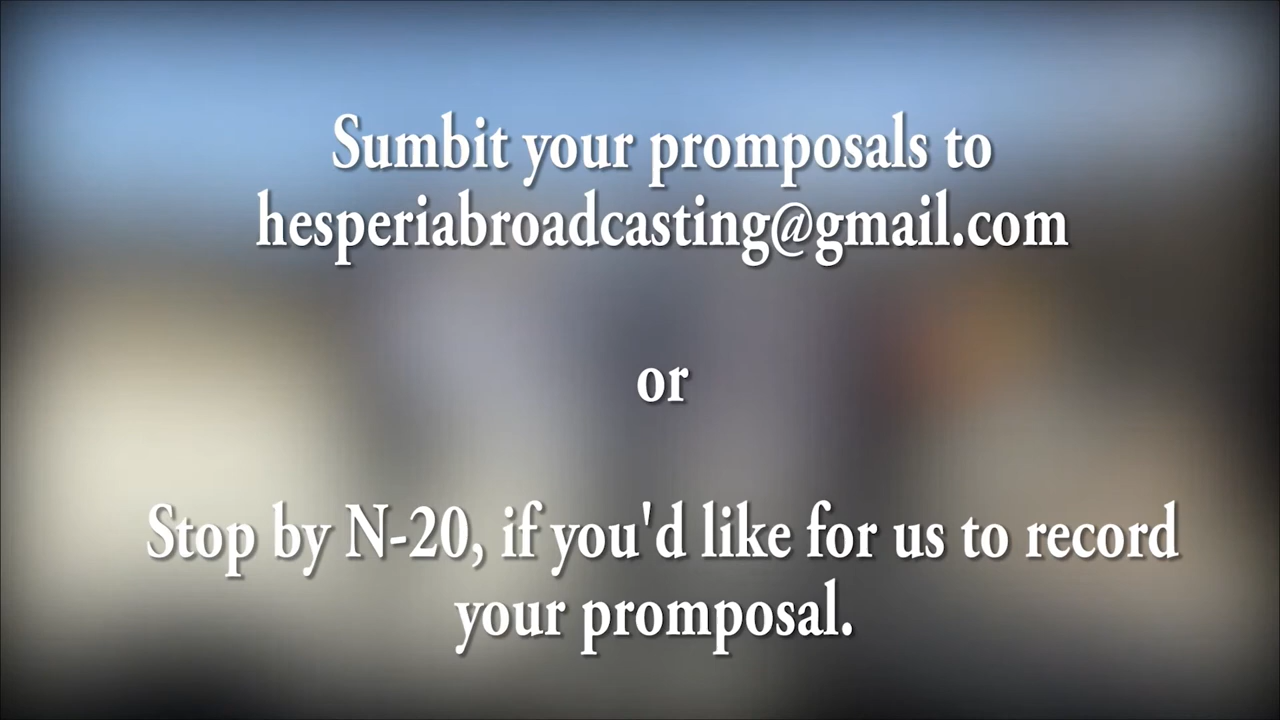 Sumbit your promposals to
hesperiabroadcasting@gmail.com
or
Stop by N-20, if you'd like for us to record
your promposal.